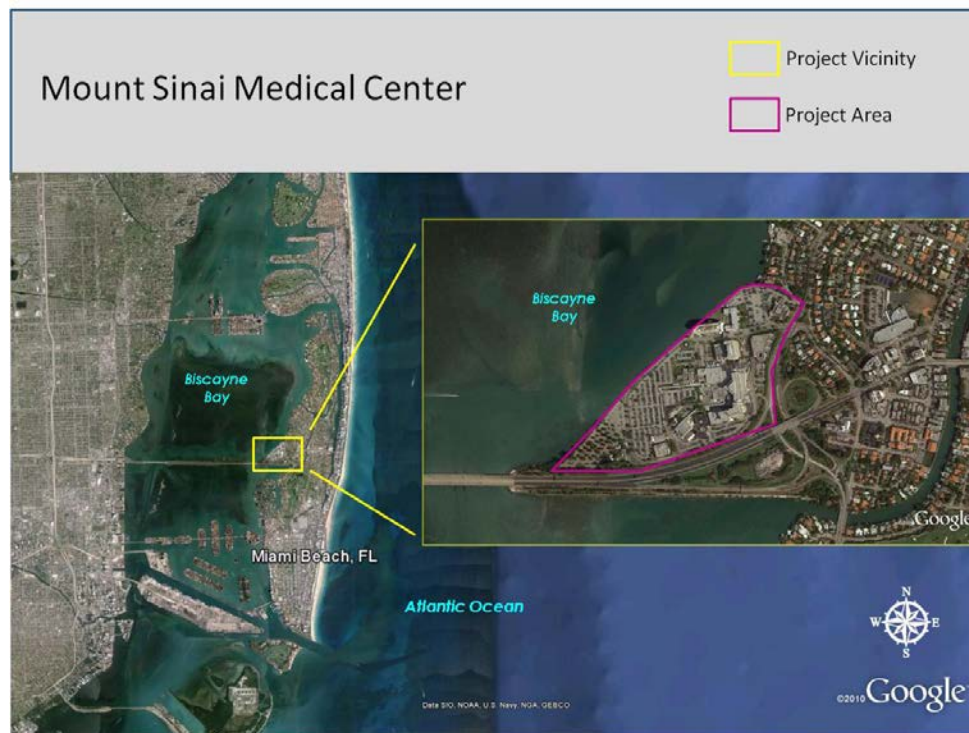 Mount Sinai Medical Center
Project Vicinity
Project Area
Biscayne
Bay
Biscayne
Bay
Google
Miami Beach, FL
Atlantic Ocean
N
W E
S
Data SIO, NOAA, U.S. Navy, NGA, GEBCO
©2010 Google